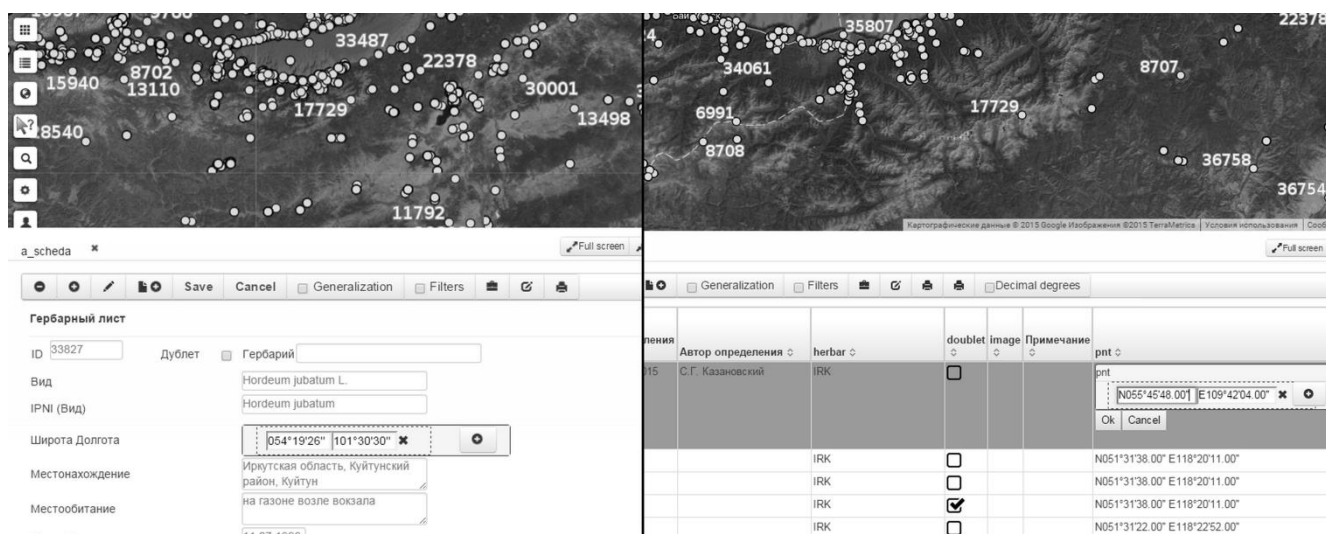 33487
22378
8702
15940
13110
30001
17729
13498
28540
11792
a_scheda ✖
Full screen
Save Cancel Generalization Filters
Гербарный лист
ID 33827 Дублет Гербарий
Вид Hordeum jubatum L.
IPNI (Вид) Hordeum jubatum
Широта Долгота 054°19'26" 101°30'30" ✖
Местонахождение Иркутская область, Куйтунский
район, Куйтун
Местообитание на газоне возле вокзала
22378
35807
34061
8707
6991
17729
8708
36758
36754
Картографические данные © 2015 Google Изображения ©2015 TerraMetrics Условия использования
Full screen
Generalization Filters Decimal degrees
Автор определения herbar doublet image Примечание pnt
С.Г. Казановский IRK pnt
N055°45'48.00" E109°42'04.00" ✖
Ok Cancel
IRK N051°31'38.00" E118°20'11.00"
IRK N051°31'38.00" E118°20'11.00"
IRK N051°31'38.00" E118°20'11.00"
IRK N051°31'22.00" E118°22'52.00"